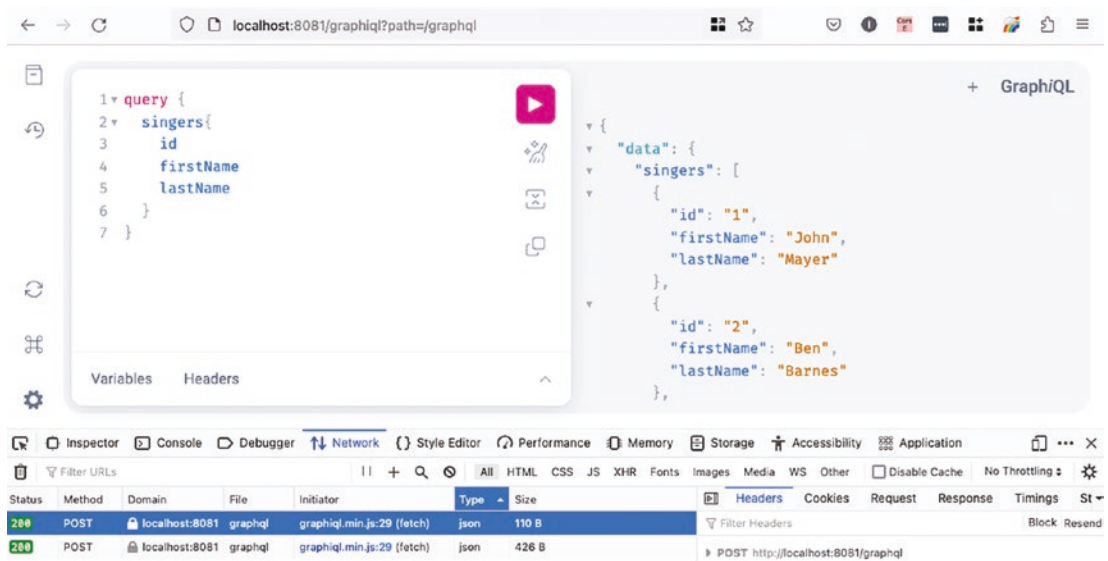 localhost:8081/graphiql?path=/graphql
+ GraphiQL
1 query {
2 singers{
3 id
4 firstName
5 lastName
6 }
7 }
{
"data": {
"singers": [
{
"id": "1",
"firstName": "John",
"lastName": "Mayer"
},
{
"id": "2",
"firstName": "Ben",
"lastName": "Barnes"
},
Variables Headers
Inspector Console Debugger Network {} Style Editor Performance Memory Storage Accessibility Application
Filter URLs All HTML CSS JS XHR Fonts Images Media WS Other Disable Cache No Throttling
Status Method Domain File Initiator Type Size Headers Cookies Request Response Timings St
200 POST localhost:8081 graphql graphiql.min.js:29 (fetch) json 110 B Filter Headers Block Resend
200 POST localhost:8081 graphql graphiql.min.js:29 (fetch) json 426 B POST http://localhost:8081/graphql